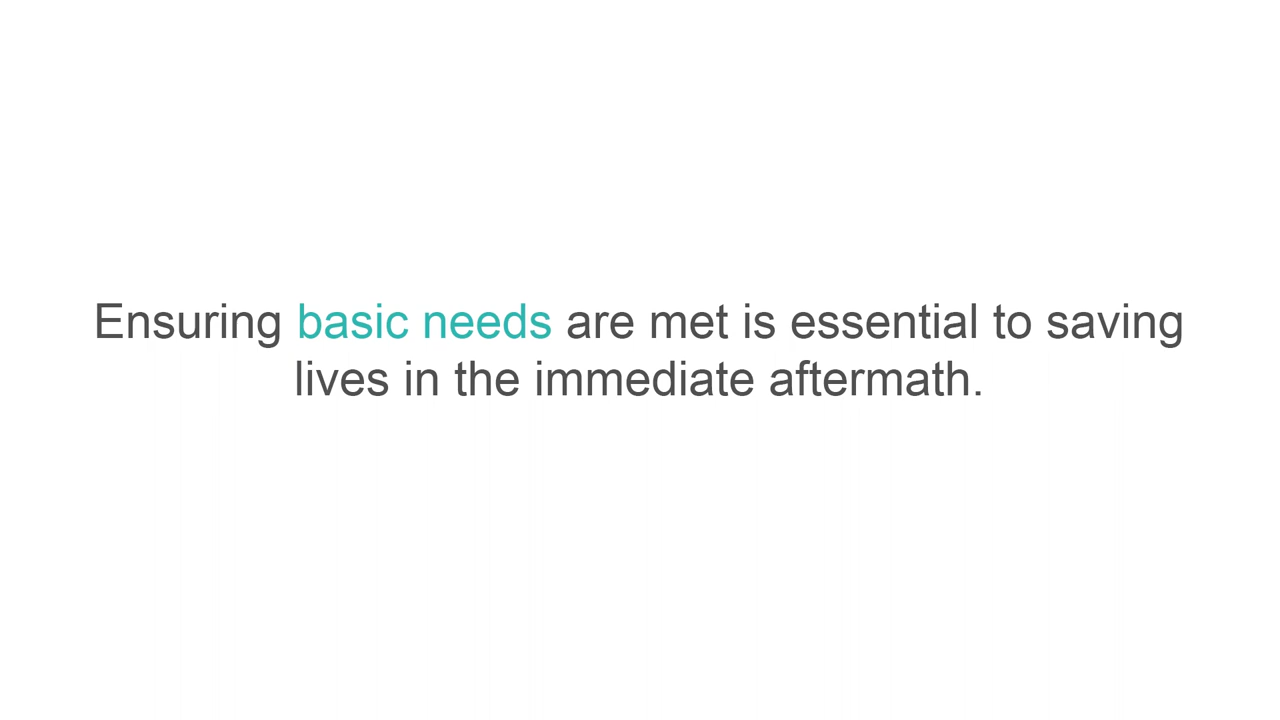 Ensuring basic needs are met is essential to saving
lives in the immediate aftermath.